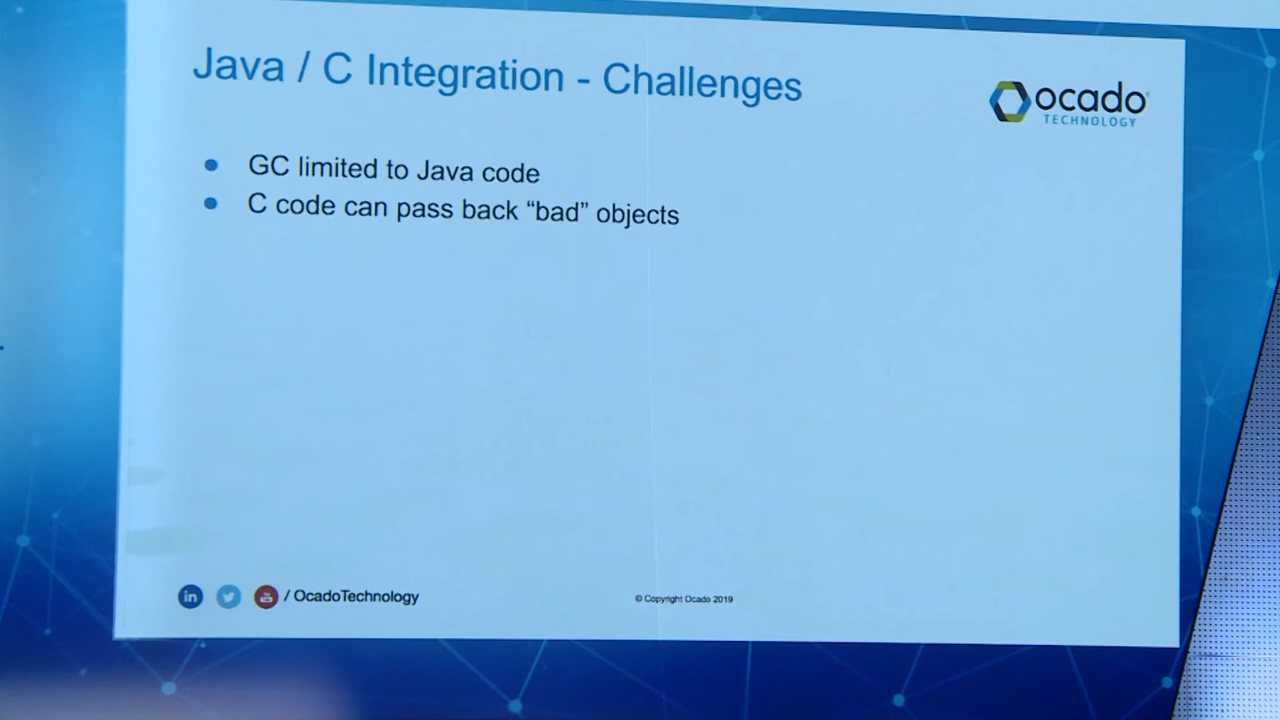 Java / C Integration - Challenges
ocado
TECHNOLOGY
GC limited to Java code
C code can pass back “bad” objects
in
/ OcadoTechnology
© Copyright Ocado 2019